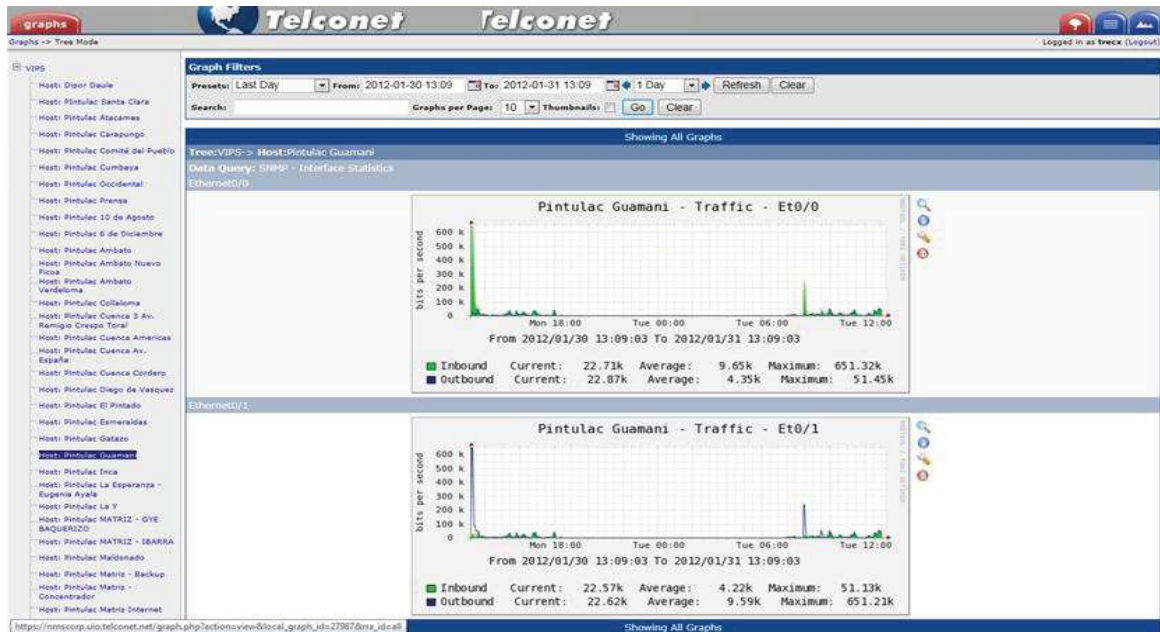 graphs
Telconet
Telconet
Graphs -> Tree Mode
Logged in as trecx (Logout)
VIPS
Host: Dipor Daule
Host: Pintulac Santa Clara
Host: Pintulac Atacames
Host: Pintulac Carapungo
Host: Pintulac Comité del Pueblo
Host: Pintulac Cumbaya
Host: Pintulac Occidental
Host: Pintulac Prensa
Host: Pintulac 10 de Agosto
Host: Pintulac 6 de Diciembre
Host: Pintulac Ambato
Host: Pintulac Ambato Nuevo
Ficoa
Host: Pintulac Ambato
Verdeloma
Host: Pintulac Collaloma
Host: Pintulac Cuenca 3 Av.
Remigio Crespo Toral
Host: Pintulac Cuenca Americas
Host: Pintulac Cuenca Av.
España
Host: Pintulac Cuenca Cordero
Host: Pintulac Diego de Vasquez
Host: Pintulac El Pintado
Host: Pintulac Esmeraldas
Host: Pintulac Gatazo
Host: Pintulac Guamani
Host: Pintulac Inca
Host: Pintulac La Esperanza -
Eugenia Ayala
Host: Pintulac La Y
Host: Pintulac MATRIZ - GYE
BAQUERIZO
Host: Pintulac MATRIZ - IBARRA
Host: Pintulac Maldonado
Host: Pintulac Matriz - Backup
Host: Pintulac Matriz -
Concentrador
Host: Pintulac Matriz Internet
https://nmscorp.uio.telconet.net/graph.php?action=view&local_graph_id=27987&rra_id=all
Graph Filters
Presets: Last Day From: 2012-01-30 13:09 To: 2012-01-31 13:09 1 Day Refresh Clear
Search: Graphs per Page: 10 Thumbnails: Go Clear
Showing All Graphs
Tree:VIPS-> Host:Pintulac Guamani
Data Query: SNMP - Interface Statistics
Ethernet0/0
Pintulac Guamani - Traffic - Et0/0
bits per second
600 k
500 k
400 k
300 k
200 k
100 k
0
Mon 18:00 Tue 00:00 Tue 06:00 Tue 12:00
From 2012/01/30 13:09:03 To 2012/01/31 13:09:03
Inbound Current: 22.71k Average: 9.65k Maximum: 651.32k
Outbound Current: 22.87k Average: 4.35k Maximum: 51.45k
Ethernet0/1
Pintulac Guamani - Traffic - Et0/1
bits per second
600 k
500 k
400 k
300 k
200 k
100 k
0
Mon 18:00 Tue 00:00 Tue 06:00 Tue 12:00
From 2012/01/30 13:09:03 To 2012/01/31 13:09:03
Inbound Current: 22.57k Average: 4.22k Maximum: 51.13k
Outbound Current: 22.62k Average: 9.59k Maximum: 651.21k
Showing All Graphs